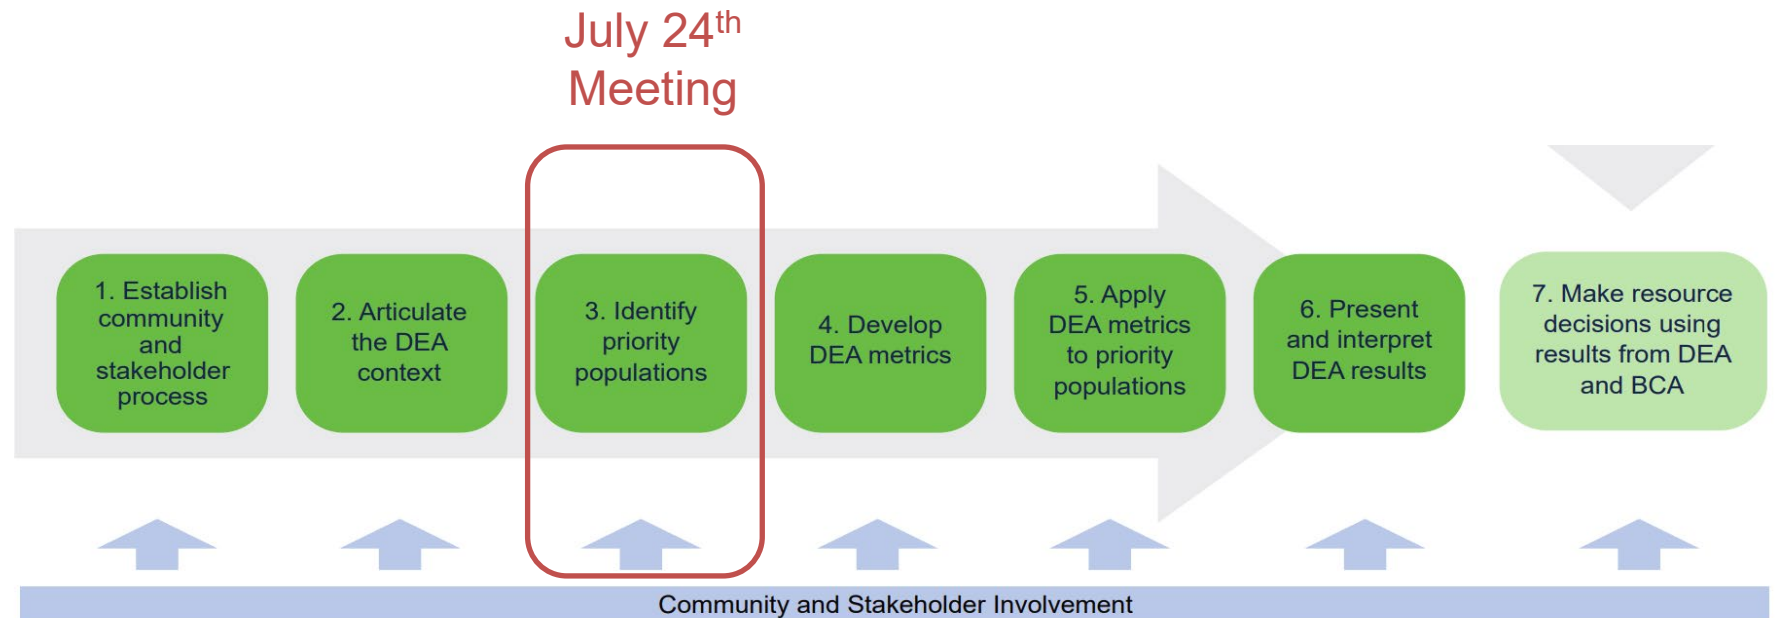 July 24th
Meeting
1. Establish
community
and
stakeholder
process
2. Articulate
the DEA
context
3. Identify
priority
populations
4. Develop
DEA metrics
5. Apply
DEA metrics
to priority
populations
6. Present
and interpret
DEA results
7. Make resource
decisions using
results from DEA
and BCA
Community and Stakeholder Involvement